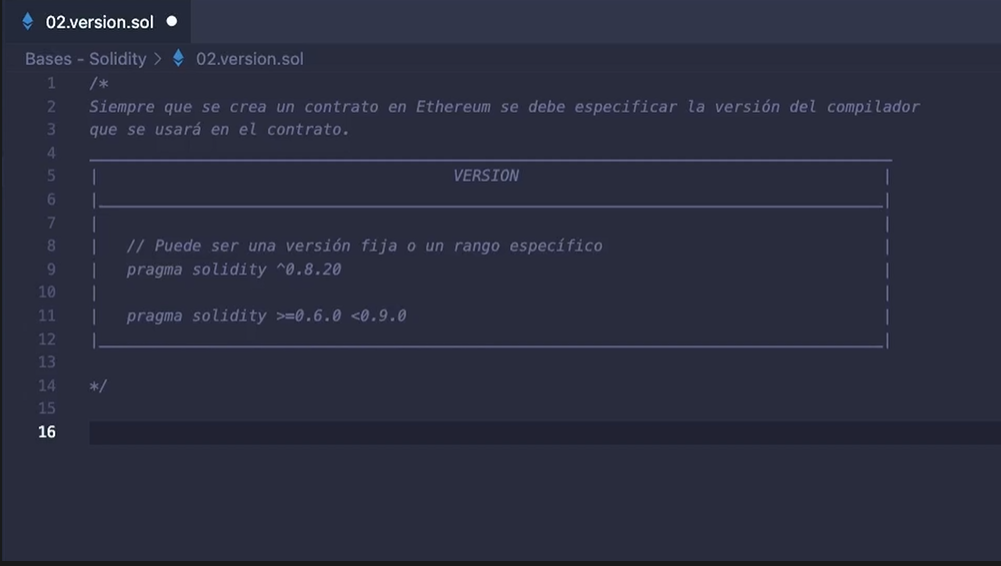 02.version.sol
Bases - Solidity > 02.version.sol
1 /*
2 Siempre que se crea un contrato en Ethereum se debe especificar la versión del compilador
3 que se usará en el contrato.
4
5 | VERSION |
6 | |
7 | |
8 | // Puede ser una versión fija o un rango específico |
9 | pragma solidity ^0.8.20 |
10 | |
11 | pragma solidity >=0.6.0 <0.9.0 |
12 | |
13
14 */
15
16